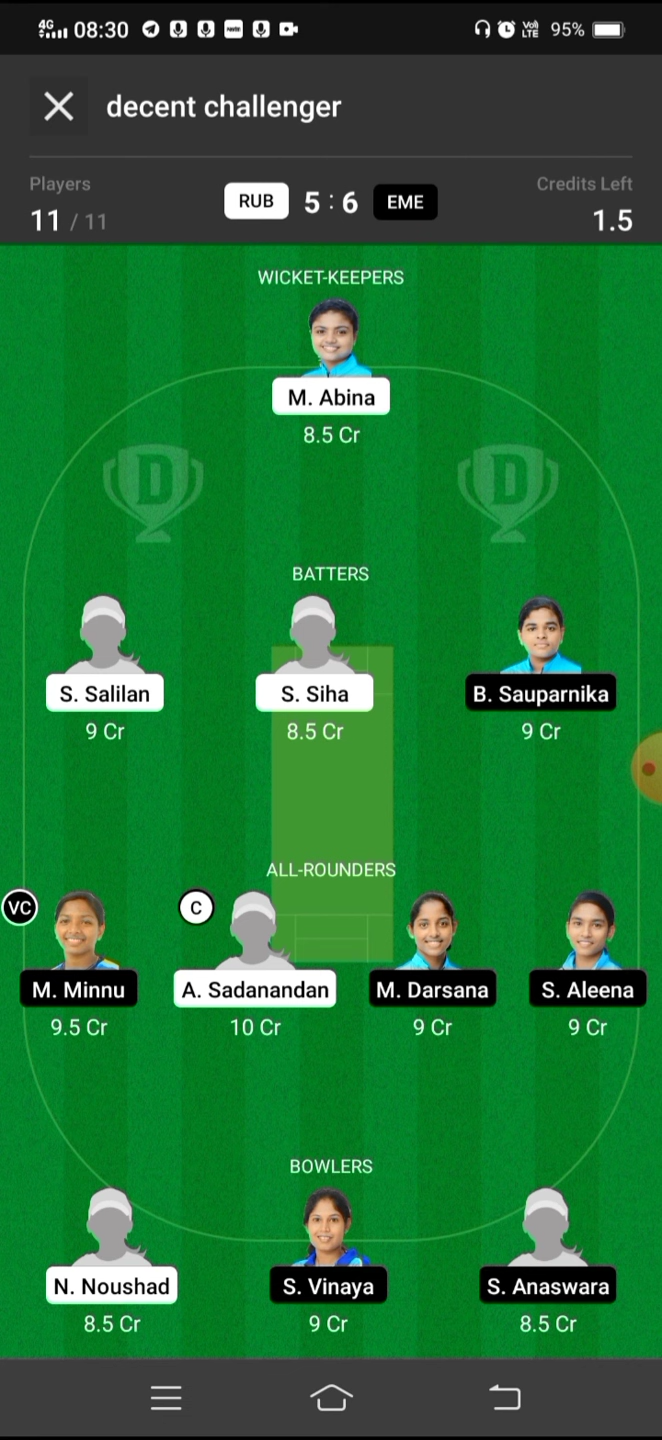 4G 08:30 VoI) LTE 95%
decent challenger
Players
11 / 11
RUB 5 : 6 EME
Credits Left
1.5
WICKET-KEEPERS
M. Abina
8.5 Cr
D D
BATTERS
S. Salilan S. Siha B. Sauparnika
9 Cr 8.5 Cr 9 Cr
ALL-ROUNDERS
VC C
M. Minnu A. Sadanandan M. Darsana S. Aleena
9.5 Cr 10 Cr 9 Cr 9 Cr
BOWLERS
N. Noushad S. Vinaya S. Anaswara
8.5 Cr 9 Cr 8.5 Cr